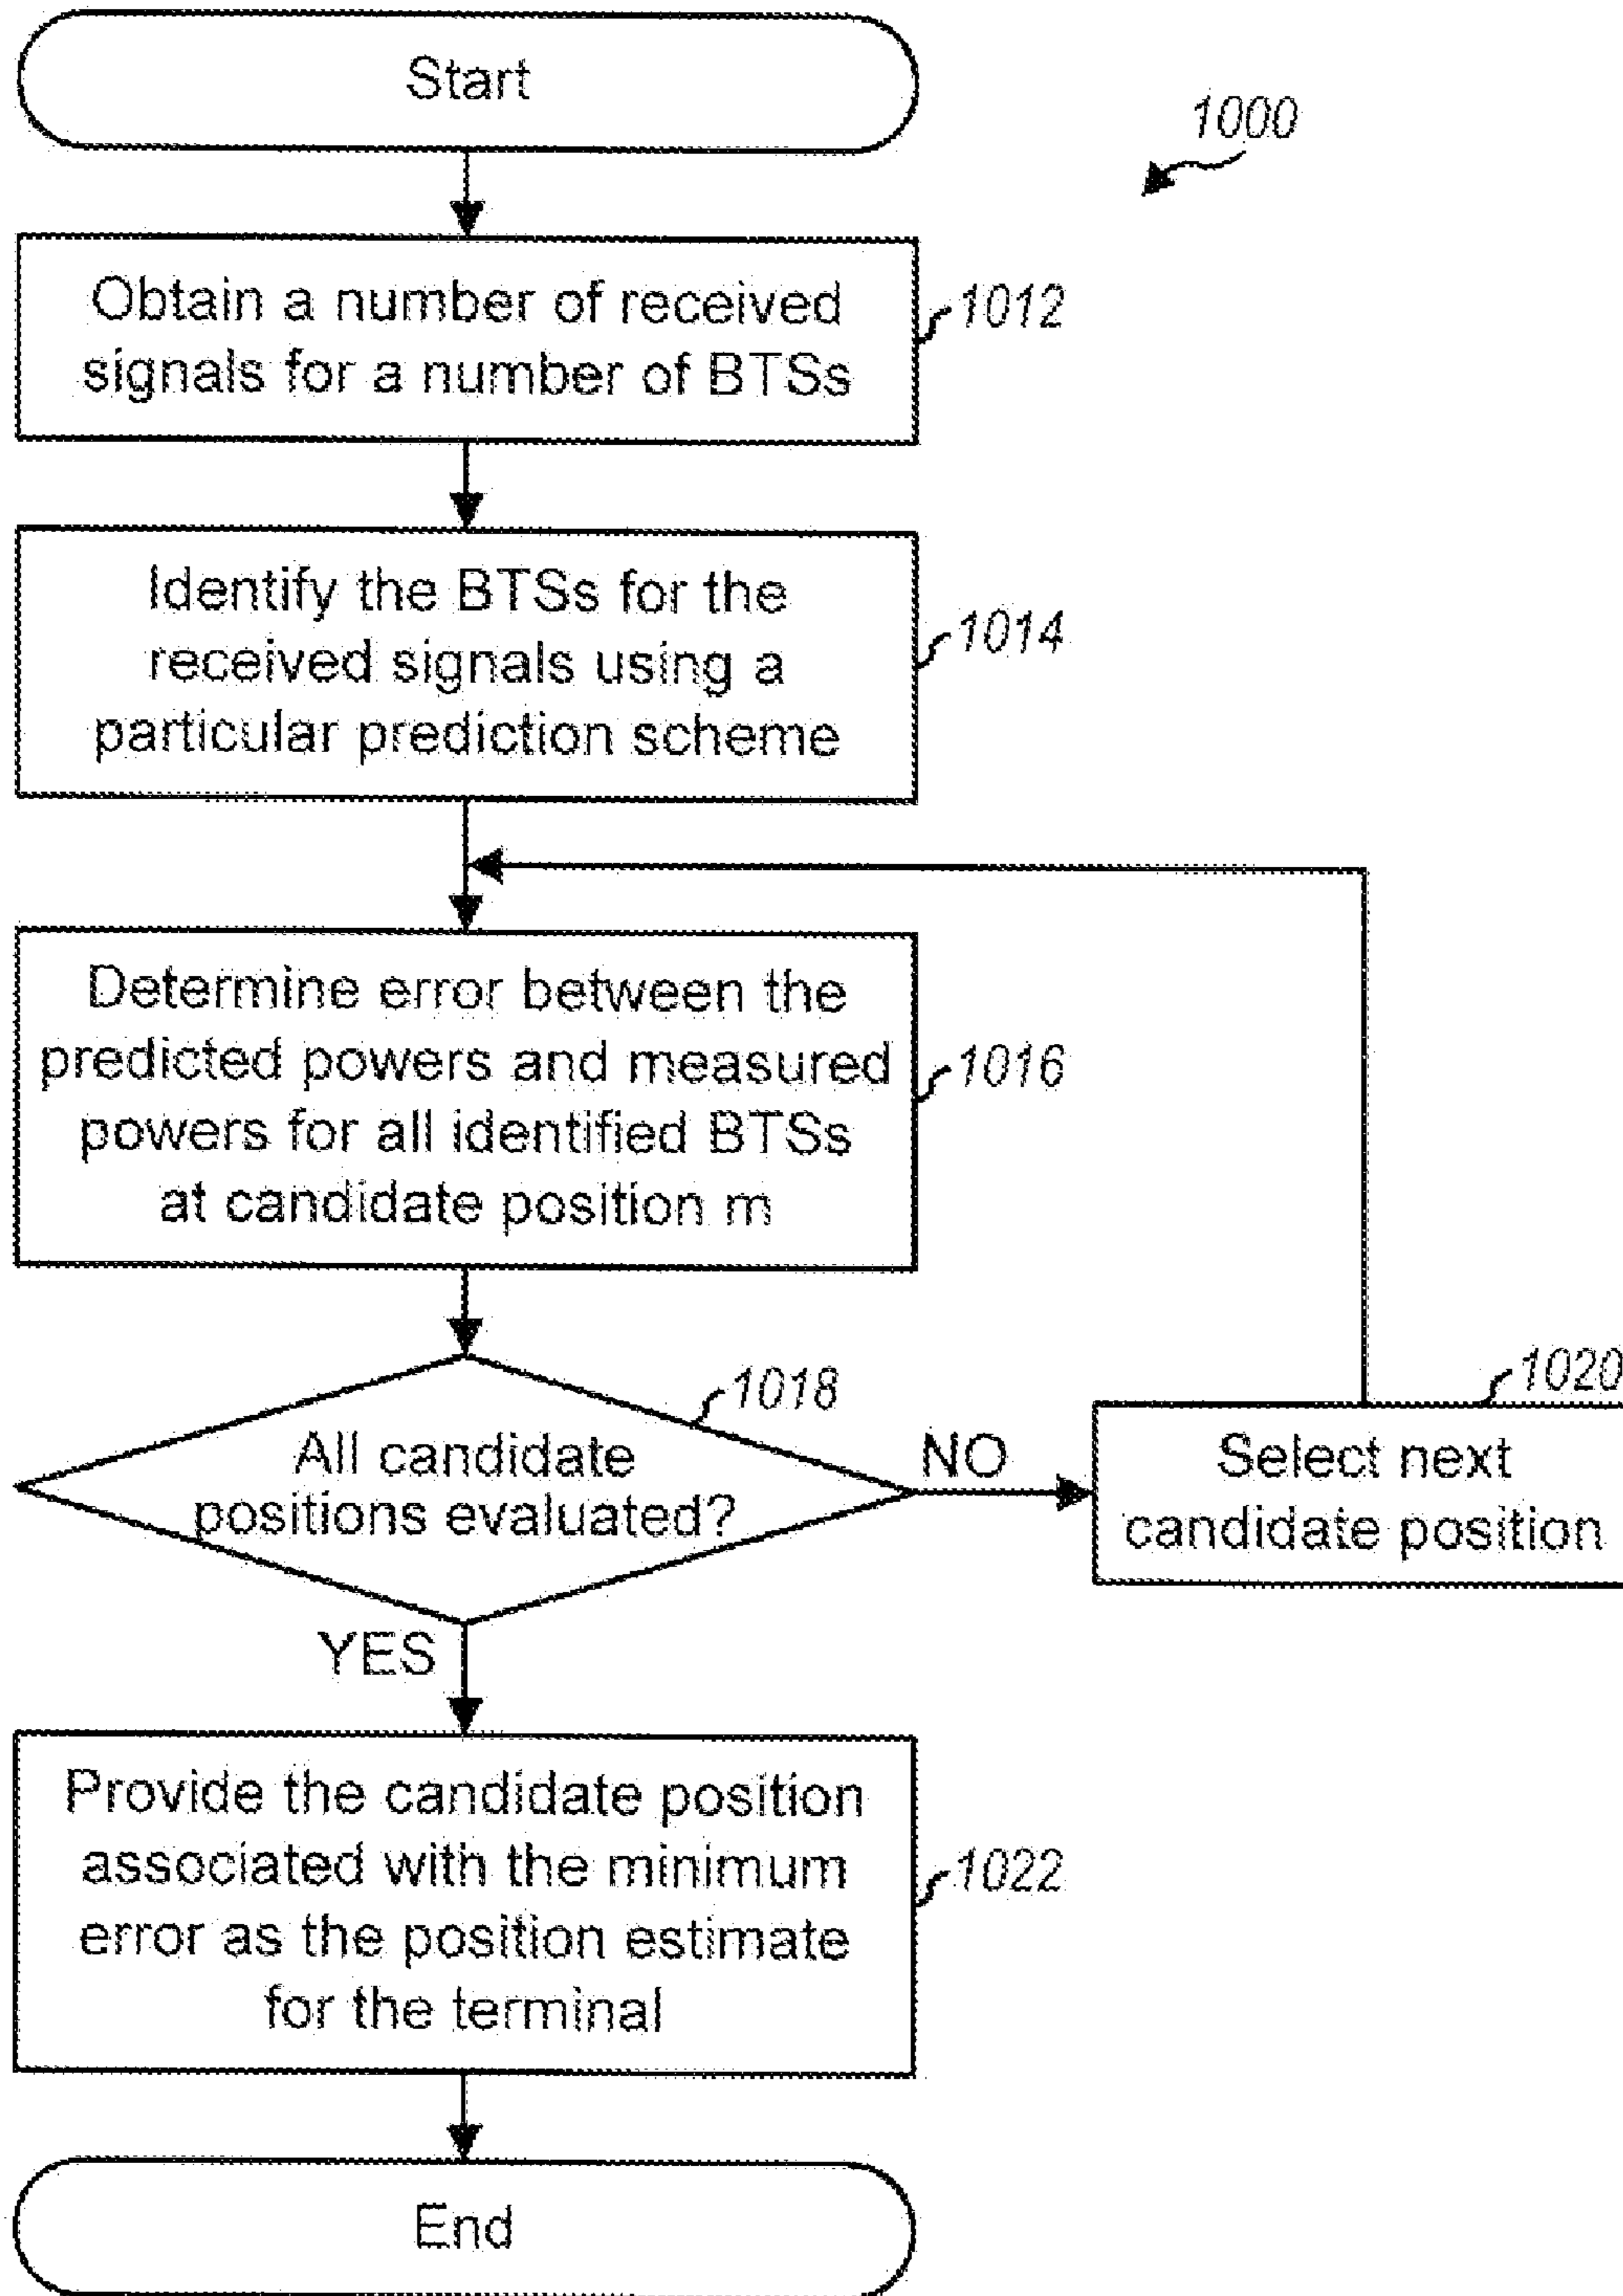 Start
1000
Obtain a number of received
signals for a number of BTSs
1012
Identify the BTSs for the
received signals using a
particular prediction scheme
1014
Determine error between the
predicted powers and measured
powers for all identified BTSs
at candidate position m
1016
All candidate
positions evaluated?
1018
NO
Select next
candidate position
1020
YES
Provide the candidate position
associated with the minimum
error as the position estimate
for the terminal
1022
End